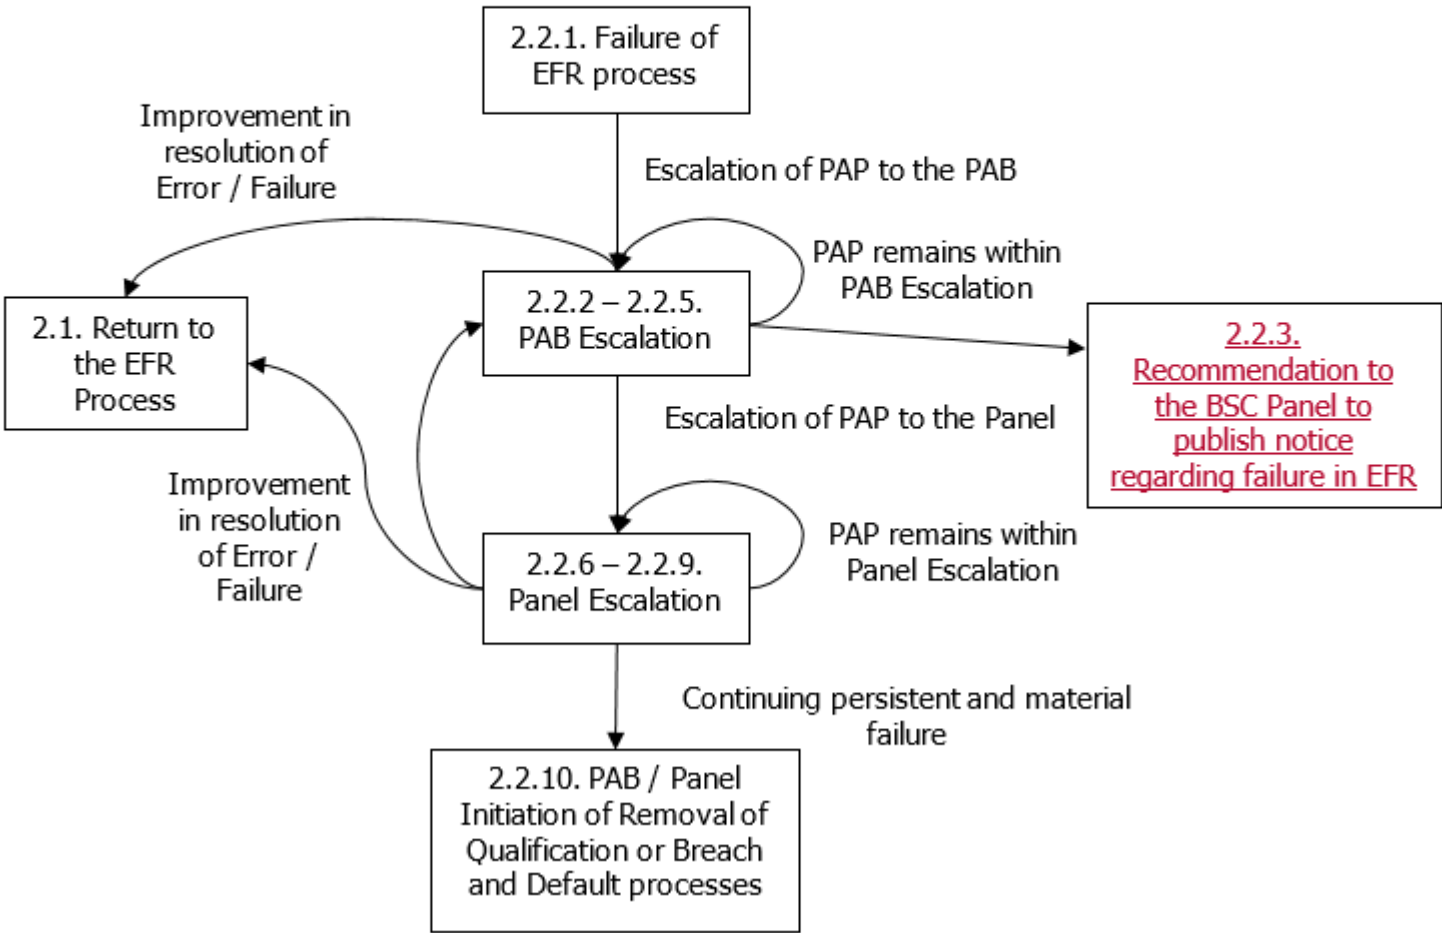 2.2.1. Failure of
EFR process
Improvement in
resolution of
Error / Failure
Escalation of PAP to the PAB
PAP remains within
PAB Escalation
2.2.2 – 2.2.5.
PAB Escalation
2.1. Return to
the EFR
Process
2.2.3.
Recommendation to
the BSC Panel to
publish notice
regarding failure in EFR
Escalation of PAP to the Panel
Improvement
in resolution
of Error /
Failure
PAP remains within
Panel Escalation
2.2.6 – 2.2.9.
Panel Escalation
Continuing persistent and material
failure
2.2.10. PAB / Panel
Initiation of Removal of
Qualification or Breach
and Default processes